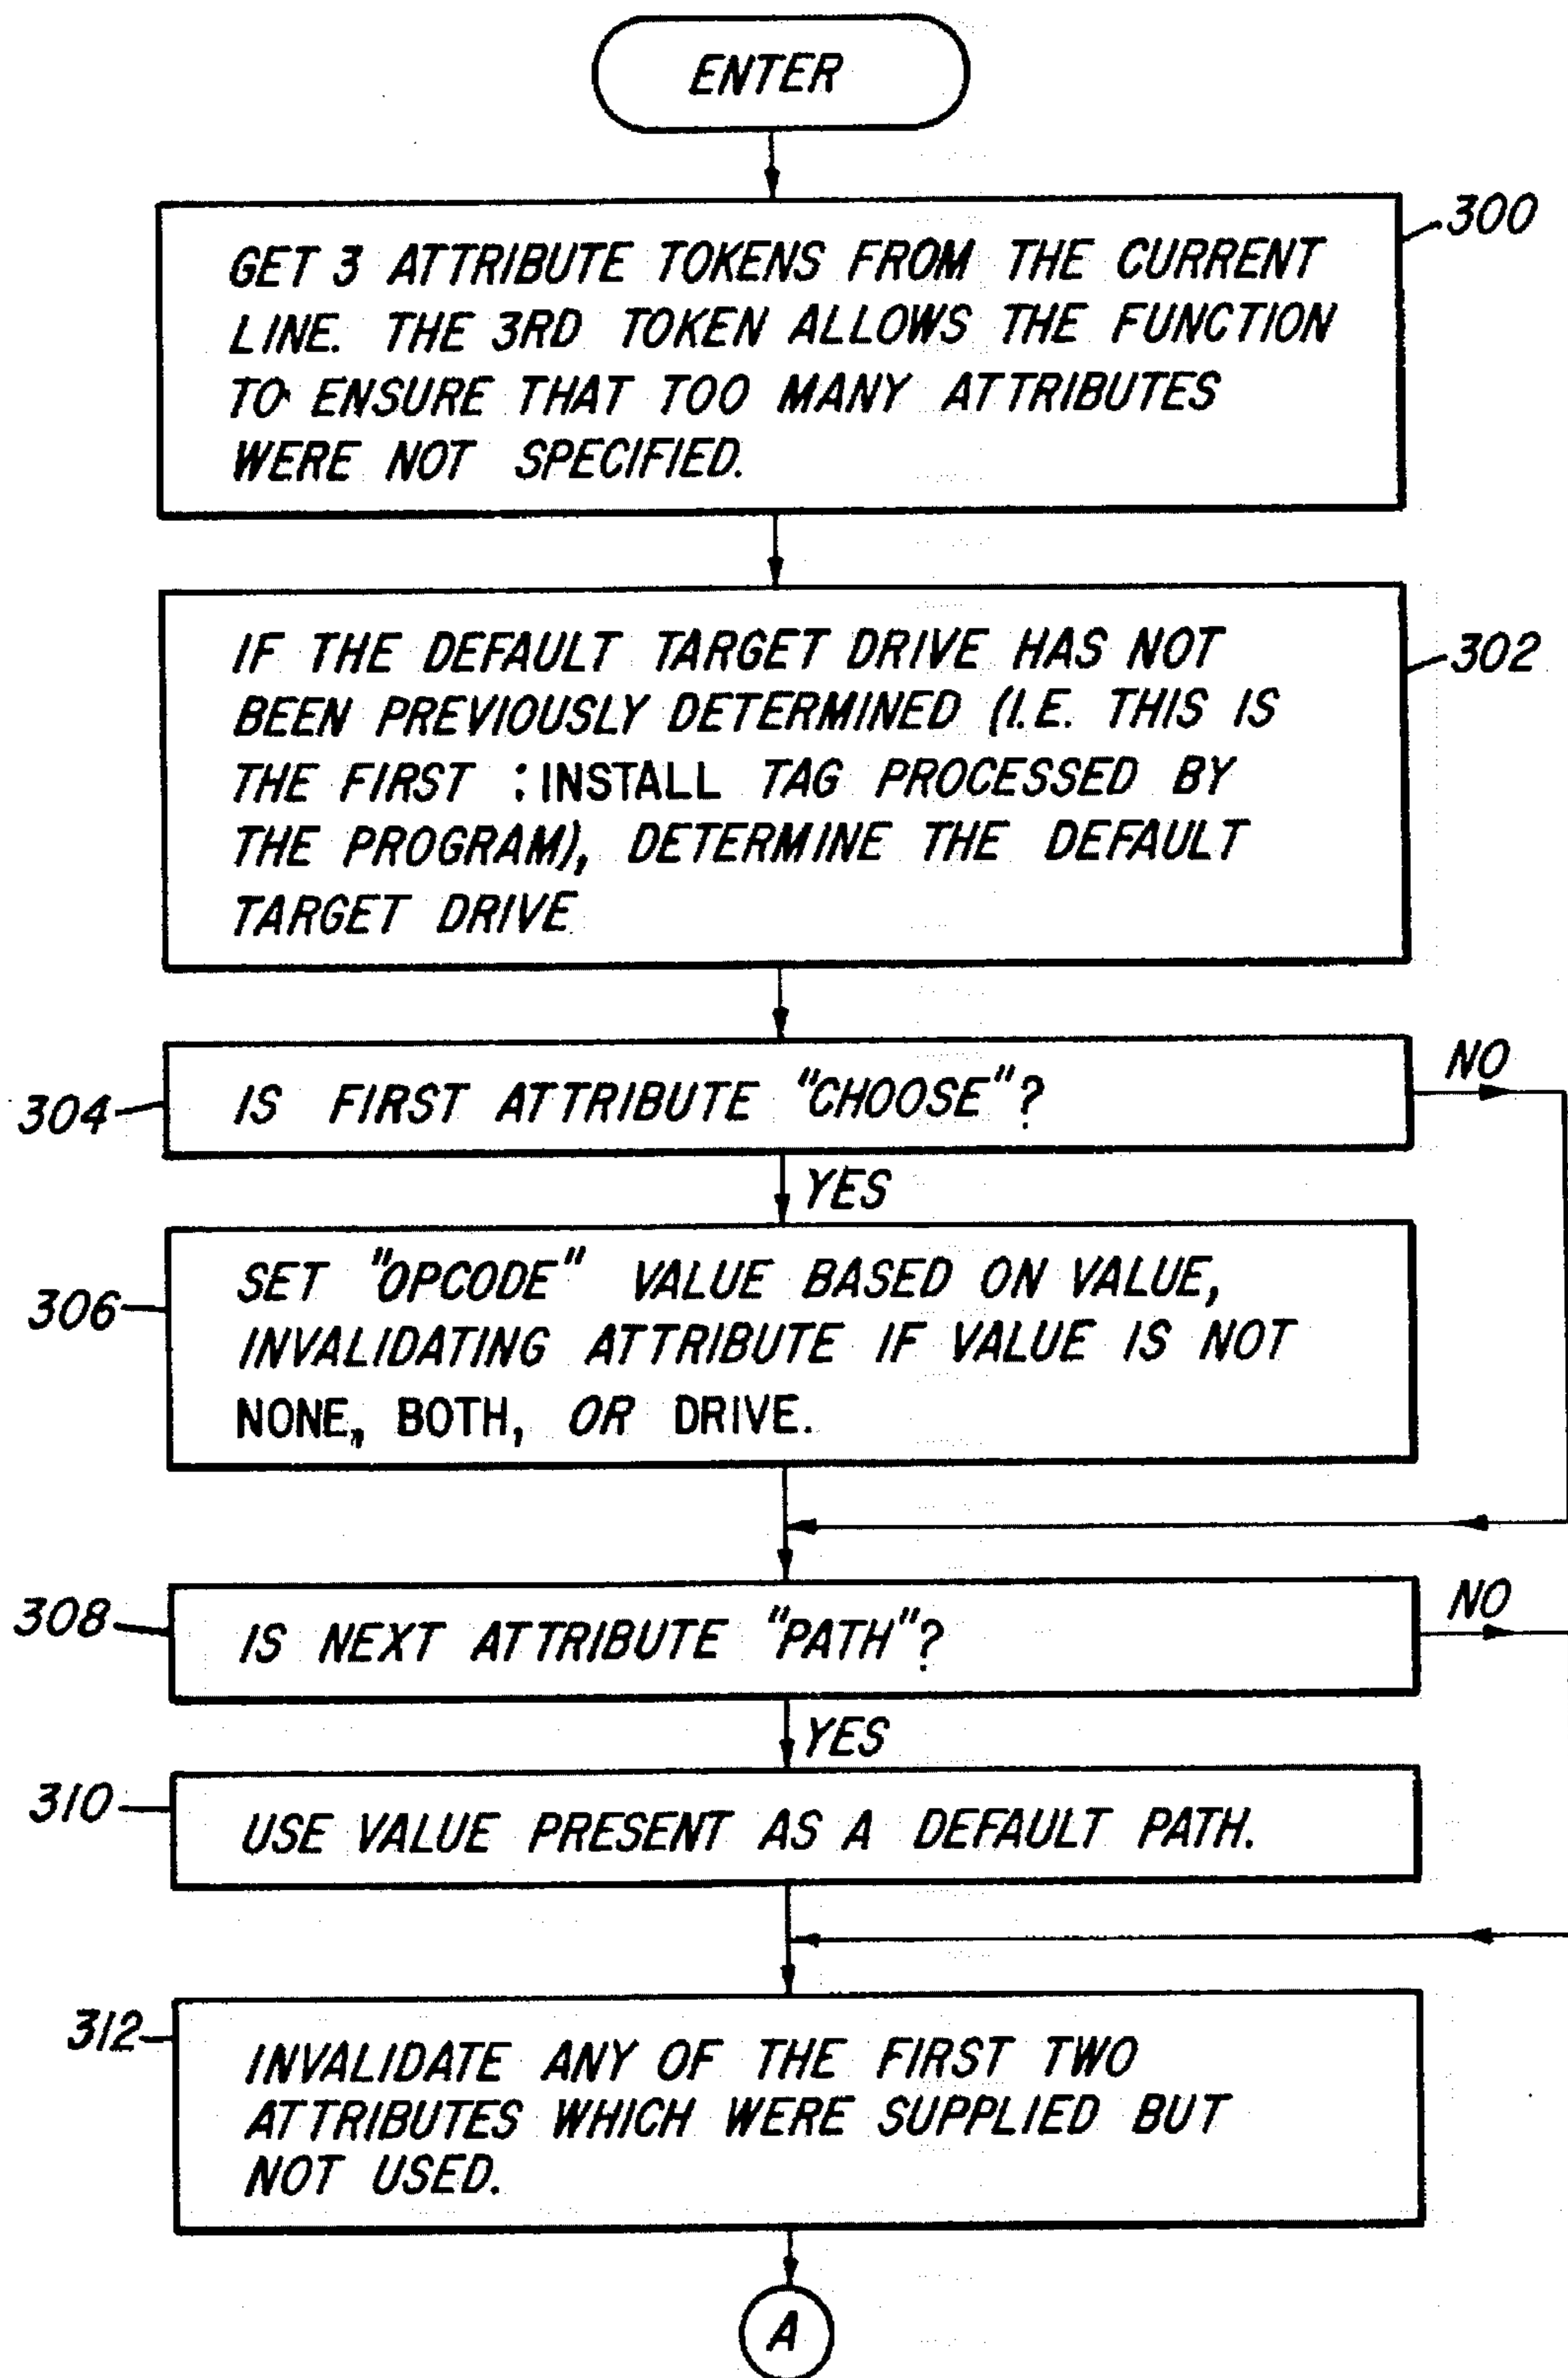 ENTER
300
GET 3 ATTRIBUTE TOKENS FROM THE CURRENT
LINE. THE 3RD TOKEN ALLOWS THE FUNCTION
TO ENSURE THAT TOO MANY ATTRIBUTES
WERE NOT SPECIFIED.
302
IF THE DEFAULT TARGET DRIVE HAS NOT
BEEN PREVIOUSLY DETERMINED (I.E. THIS IS
THE FIRST :INSTALL TAG PROCESSED BY
THE PROGRAM), DETERMINE THE DEFAULT
TARGET DRIVE
304
IS FIRST ATTRIBUTE "CHOOSE"?
NO
YES
306
SET "OPCODE" VALUE BASED ON VALUE,
INVALIDATING ATTRIBUTE IF VALUE IS NOT
NONE, BOTH, OR DRIVE.
308
IS NEXT ATTRIBUTE "PATH"?
NO
YES
310
USE VALUE PRESENT AS A DEFAULT PATH.
312
INVALIDATE ANY OF THE FIRST TWO
ATTRIBUTES WHICH WERE SUPPLIED BUT
NOT USED.
A